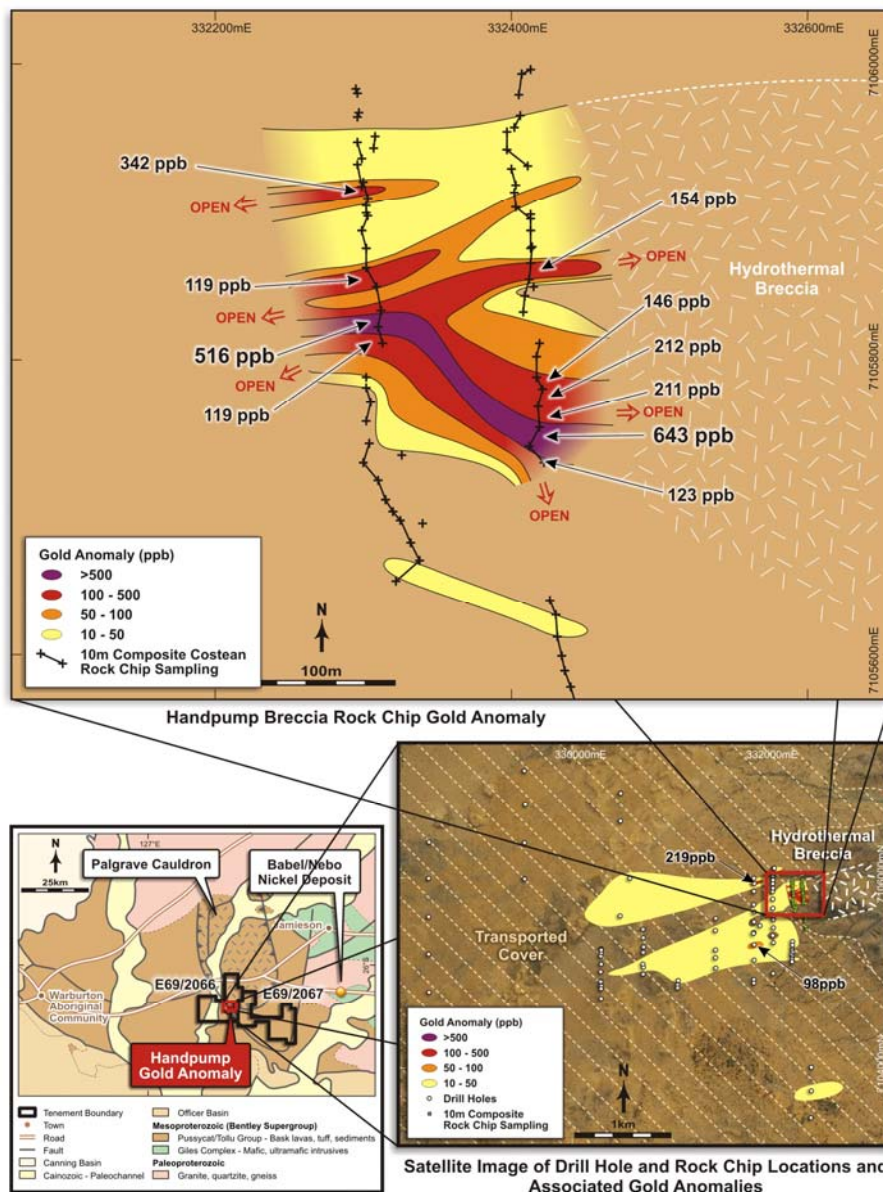 332200mE
332400mE
332600mE
7106000mN
342 ppb
OPEN
154 ppb
OPEN
Hydrothermal
Breccia
119 ppb
146 ppb
OPEN
7105800mN
516 ppb
212 ppb
OPEN
119 ppb
211 ppb
OPEN
643 ppb
123 ppb
OPEN
Gold Anomaly (ppb)
>500
100 - 500
50 - 100
10 - 50
10m Composite Costean
Rock Chip Sampling
N
100m
7105600mN
Handpump Breccia Rock Chip Gold Anomaly
N
25km
127°E
Palgrave Cauldron
Babel/Nebo
Nickel Deposit
Jamieson
26°S
E69/2066
E69/2067
Warburton
Aboriginal
Community
Handpump
Gold Anomaly
Tenement Boundary
Town
Road
Fault
Canning Basin
Cainozoic - Paleochannel
Officer Basin
Mesoproterozoic (Bentley Supergroup)
Pussycat/Tollu Group - Bask lavas, tuff, sediments
Giles Complex - Mafic, ultramafic intrusives
Paleoproterozoic
Granite, quartzite, gneiss
330000mE
332000mE
Hydrothermal
Breccia
219ppb
7106000mN
Transported
Cover
98ppb
Gold Anomaly (ppb)
>500
100 - 500
50 - 100
10 - 50
Drill Holes
10m Composite
Rock Chip Sampling
N
1km
7104000mN
Satellite Image of Drill Hole and Rock Chip Locations and
Associated Gold Anomalies